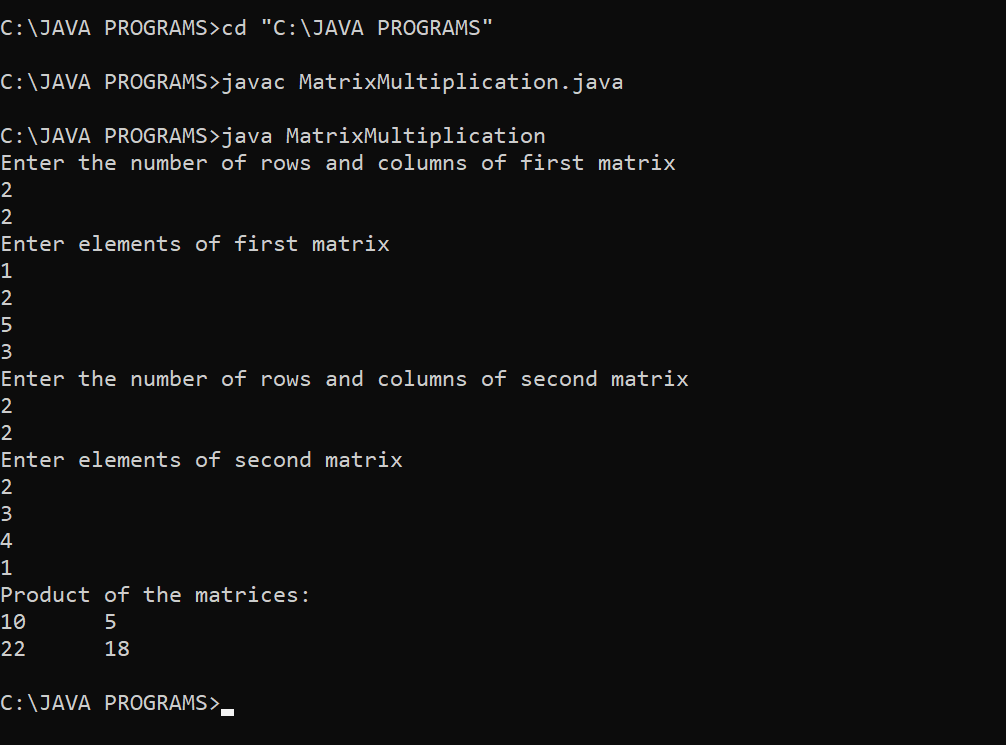 C:\JAVA PROGRAMS>cd "C:\JAVA PROGRAMS"
C:\JAVA PROGRAMS>javac MatrixMultiplication.java
C:\JAVA PROGRAMS>java MatrixMultiplication
Enter the number of rows and columns of first matrix
2
2
Enter elements of first matrix
1
2
5
3
Enter the number of rows and columns of second matrix
2
2
Enter elements of second matrix
2
3
4
1
Product of the matrices:
10      5
22      18
C:\JAVA PROGRAMS>